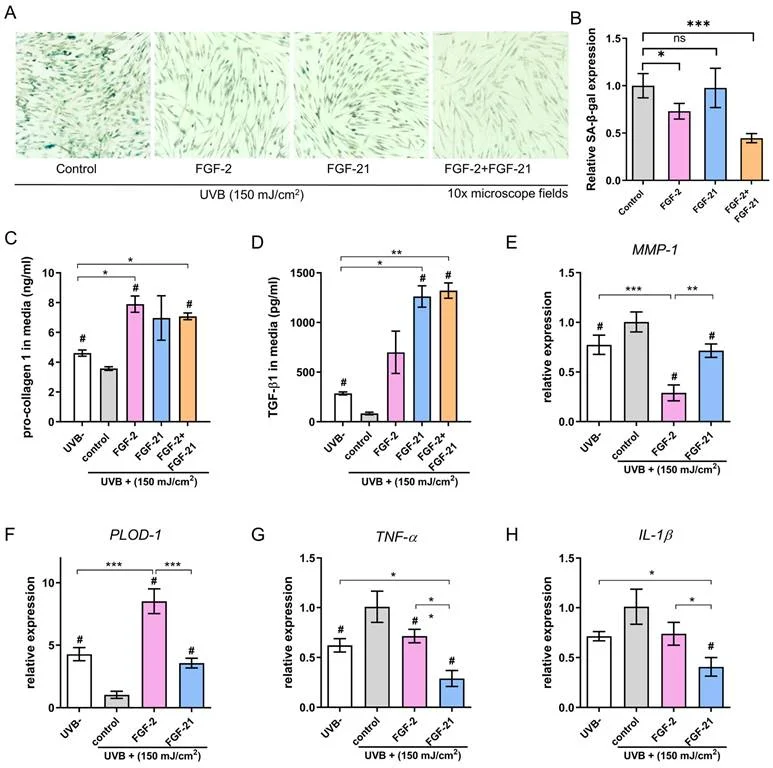 A
Control
FGF-2
FGF-21
FGF-2+FGF-21
UVB (150 mJ/cm²)
10x microscope fields
B
Relative SA-β-gal expression
1.5
1.0
0.5
0.0
***
ns
*
Control
FGF-2
FGF-21
FGF-2+
FGF-21
C
pro-collagen 1 in media (ng/ml)
10
8
6
4
2
0
*
*
#
#
#
UVB-
control
FGF-2
FGF-21
FGF-2+
FGF-21
UVB + (150 mJ/cm²)
D
TGF-β1 in media (pg/ml)
1500
1000
500
0
**
*
#
#
#
UVB-
control
FGF-2
FGF-21
FGF-2+
FGF-21
UVB + (150 mJ/cm²)
E
MMP-1
relative expression
1.5
1.0
0.5
0.0
***
**
#
#
#
UVB-
control
FGF-2
FGF-21
UVB + (150 mJ/cm²)
F
PLOD-1
relative expression
10
5
0
***
***
#
#
#
UVB-
control
FGF-2
FGF-21
UVB + (150 mJ/cm²)
G
TNF-α
relative expression
1.5
1.0
0.5
0.0
*
*
*
#
#
#
UVB-
control
FGF-2
FGF-21
UVB + (150 mJ/cm²)
H
IL-1β
relative expression
1.5
1.0
0.5
0.0
*
*
#
UVB-
control
FGF-2
FGF-21
UVB + (150 mJ/cm²)